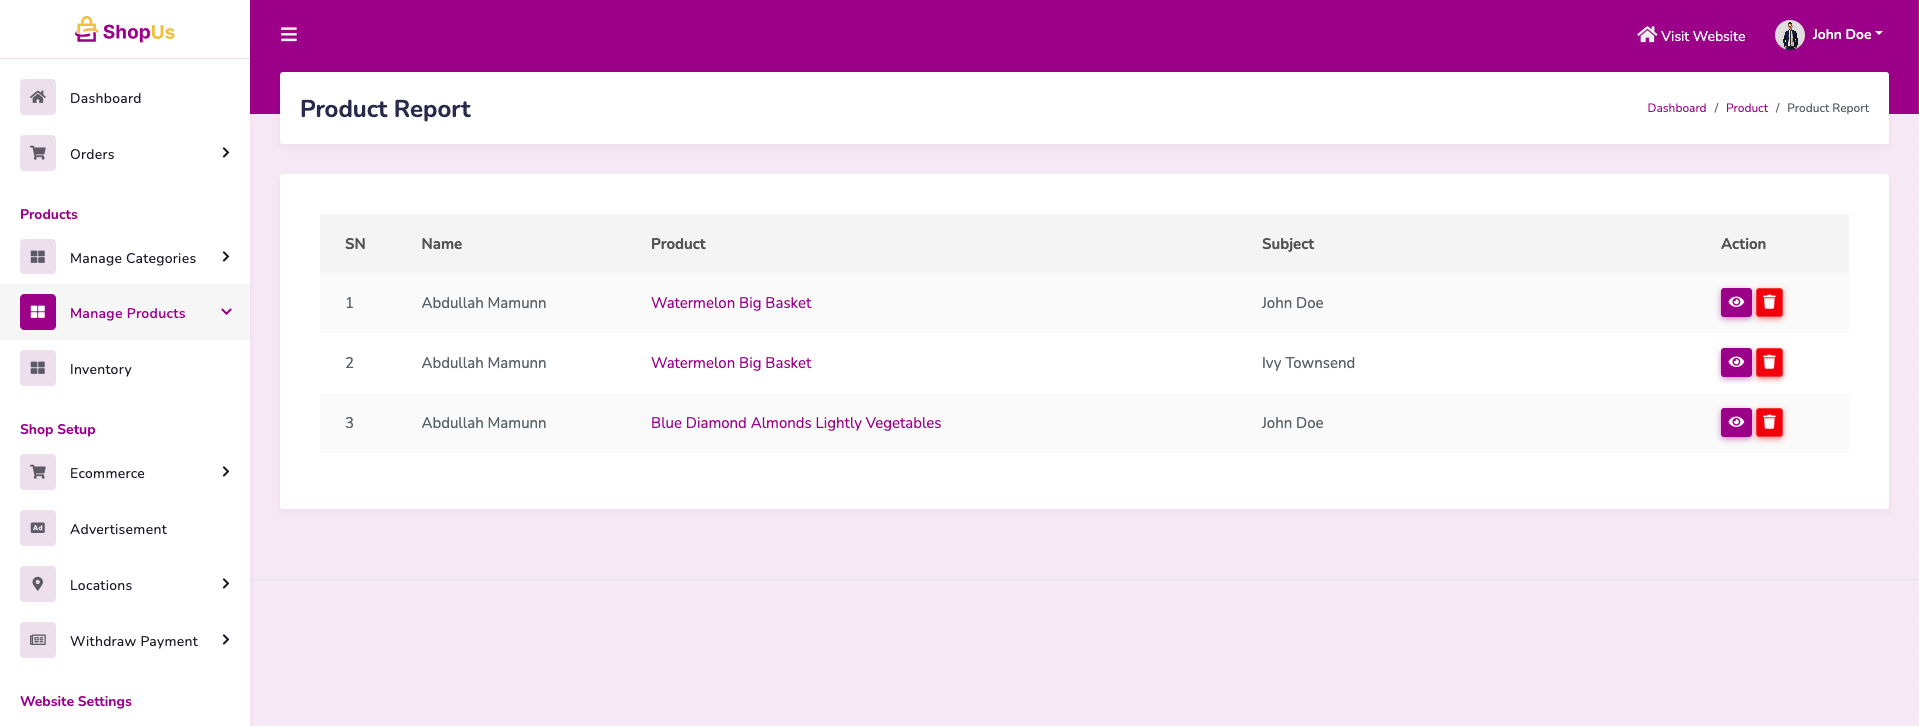 ShopUs
Visit Website
John Doe
Dashboard
Orders
Products
Manage Categories
Manage Products
Inventory
Shop Setup
Ecommerce
Advertisement
Locations
Withdraw Payment
Website Settings
Product Report
Dashboard / Product / Product Report
SN Name Product Subject Action
1 Abdullah Mamunn Watermelon Big Basket John Doe
2 Abdullah Mamunn Watermelon Big Basket Ivy Townsend
3 Abdullah Mamunn Blue Diamond Almonds Lightly Vegetables John Doe
Ad